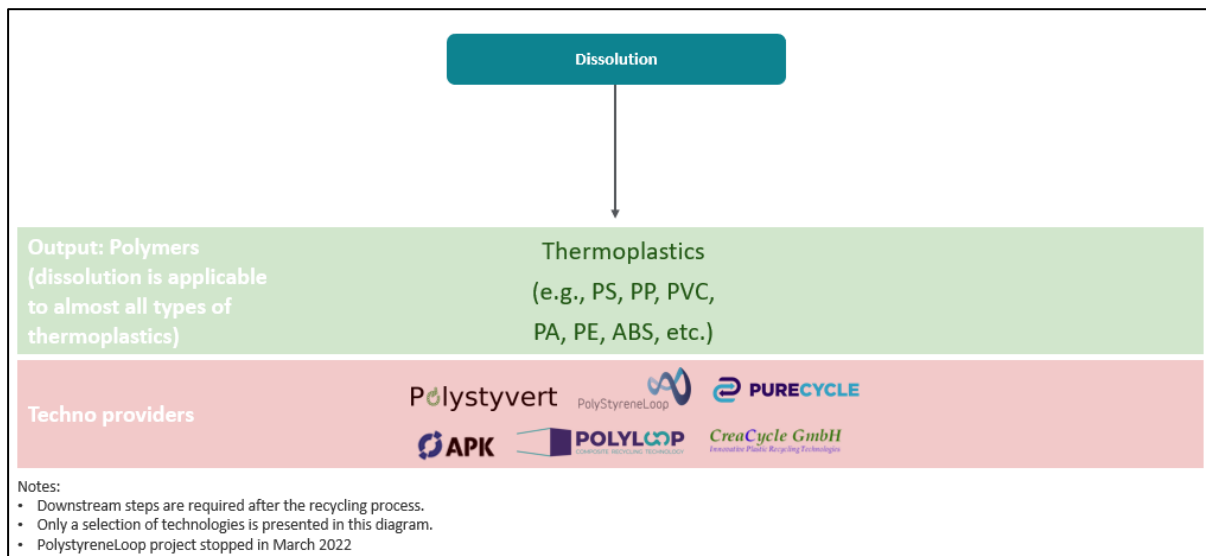 Dissolution
Output: Polymers
(dissolution is applicable
to almost all types of
thermoplastics)
Thermoplastics
(e.g., PS, PP, PVC,
PA, PE, ABS, etc.)
Techno providers
Polystyvert
PolyStyreneLoop
PURECYCLE
APK
POLYLOOP
COMPOSITE RECYCLING TECHNOLOGY
CreaCycle GmbH
Innovative Plastic Recycling Technologies
Notes:
• Downstream steps are required after the recycling process.
• Only a selection of technologies is presented in this diagram.
• PolystyreneLoop project stopped in March 2022